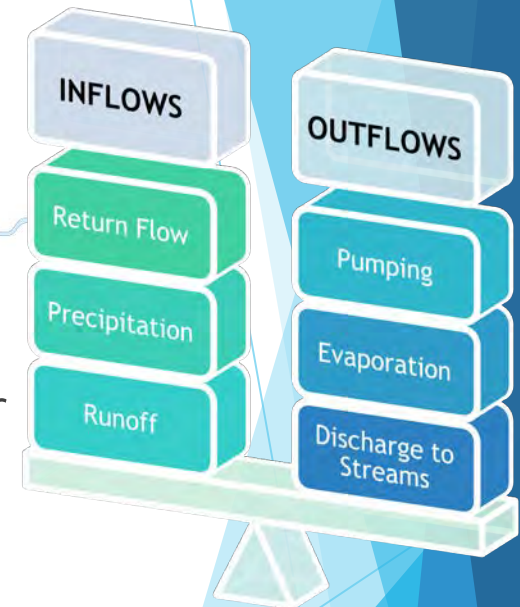 INFLOWS
Return Flow
Precipitation
Runoff
OUTFLOWS
Pumping
Evaporation
Discharge to
Streams